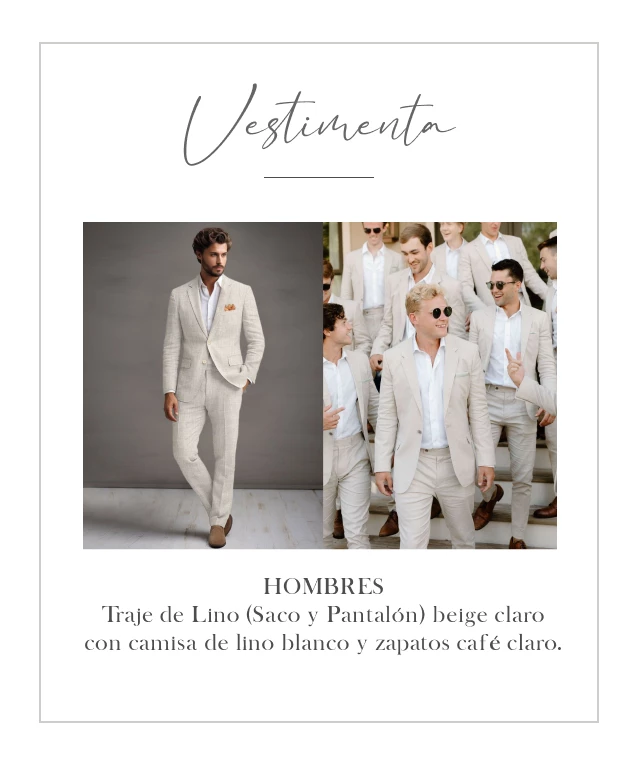 Vestimenta
HOMBRES
Traje de Lino (Saco y Pantalón) beige claro
con camisa de lino blanco y zapatos café claro.